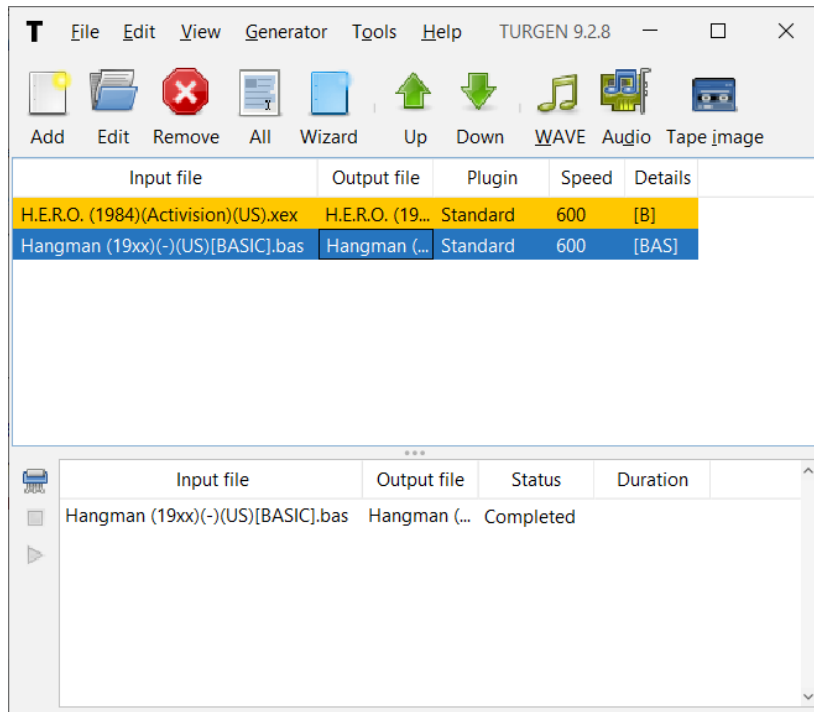 T File Edit View Generator Tools Help TURGEN 9.2.8
Add Edit Remove All Wizard Up Down WAVE Audio Tape image
Input file Output file Plugin Speed Details
H.E.R.O. (1984)(Activision)(US).xex H.E.R.O. (19... Standard 600 [B]
Hangman (19xx)(-)(US)[BASIC].bas Hangman (... Standard 600 [BAS]
Input file Output file Status Duration
Hangman (19xx)(-)(US)[BASIC].bas Hangman (... Completed